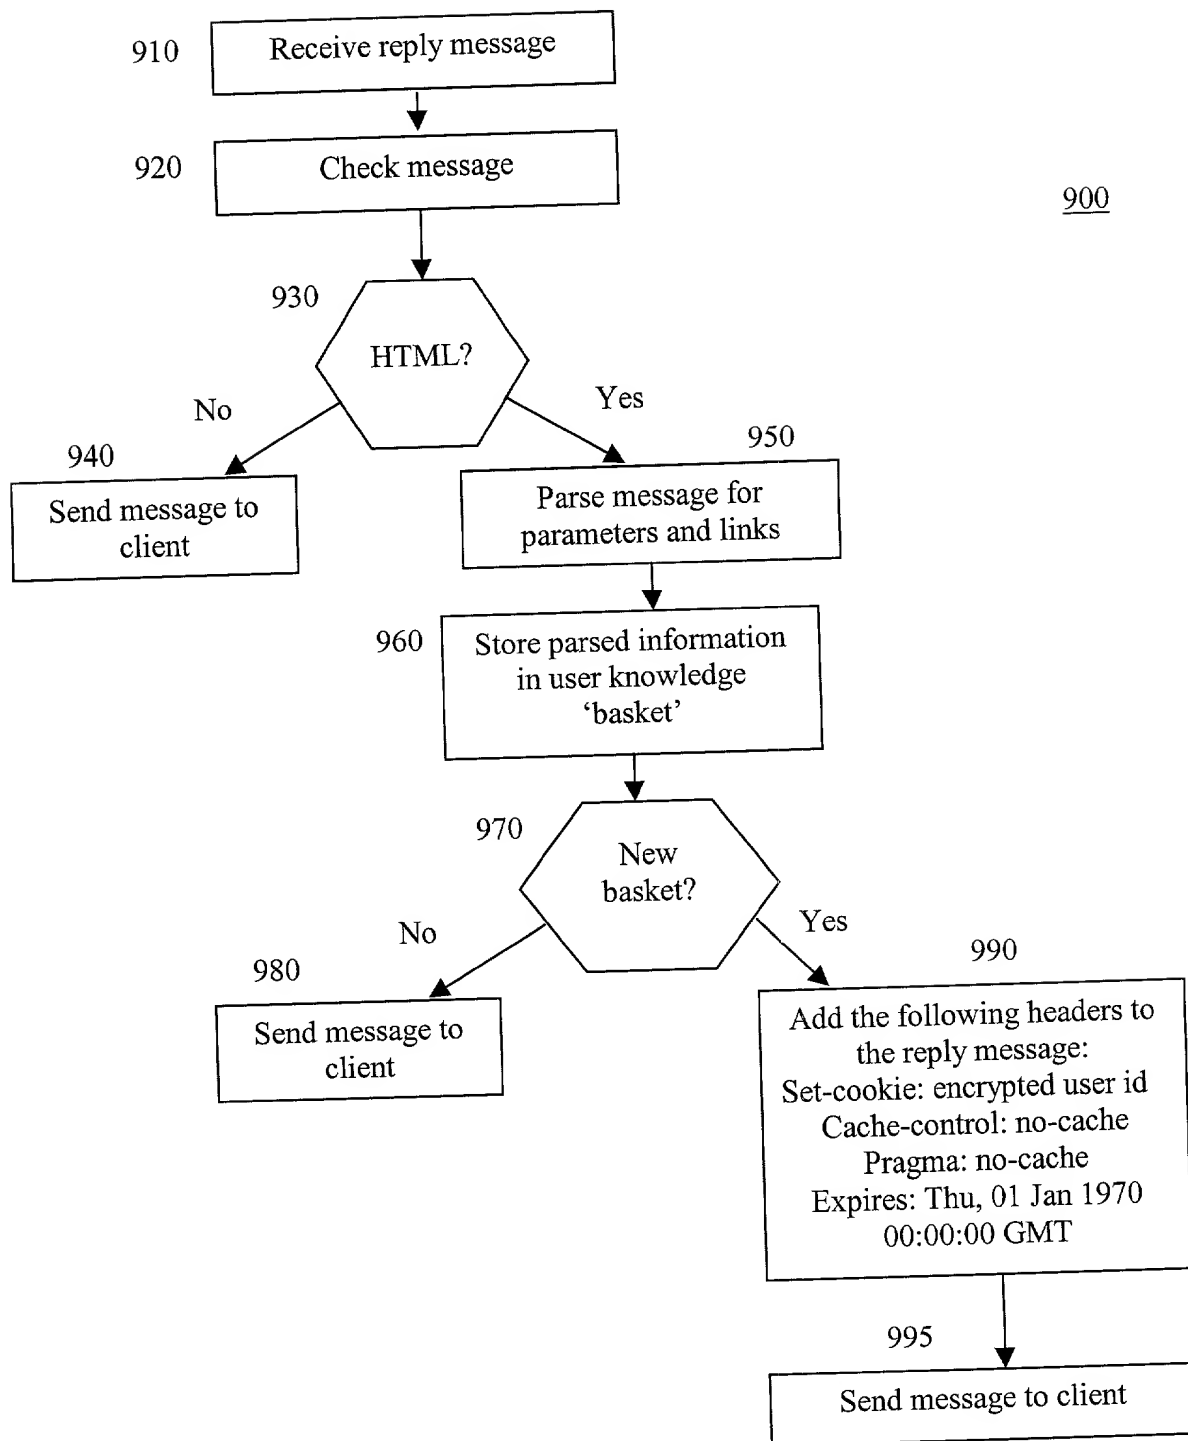 910
Receive reply message
920
Check message
900
930
HTML?
No
Yes
940
950
Send message to
client
Parse message for
parameters and links
960
Store parsed information
in user knowledge
‘basket’
970
New
basket?
No
Yes
980
990
Send message to
client
Add the following headers to
the reply message:
Set-cookie: encrypted user id
Cache-control: no-cache
Pragma: no-cache
Expires: Thu, 01 Jan 1970
00:00:00 GMT
995
Send message to client